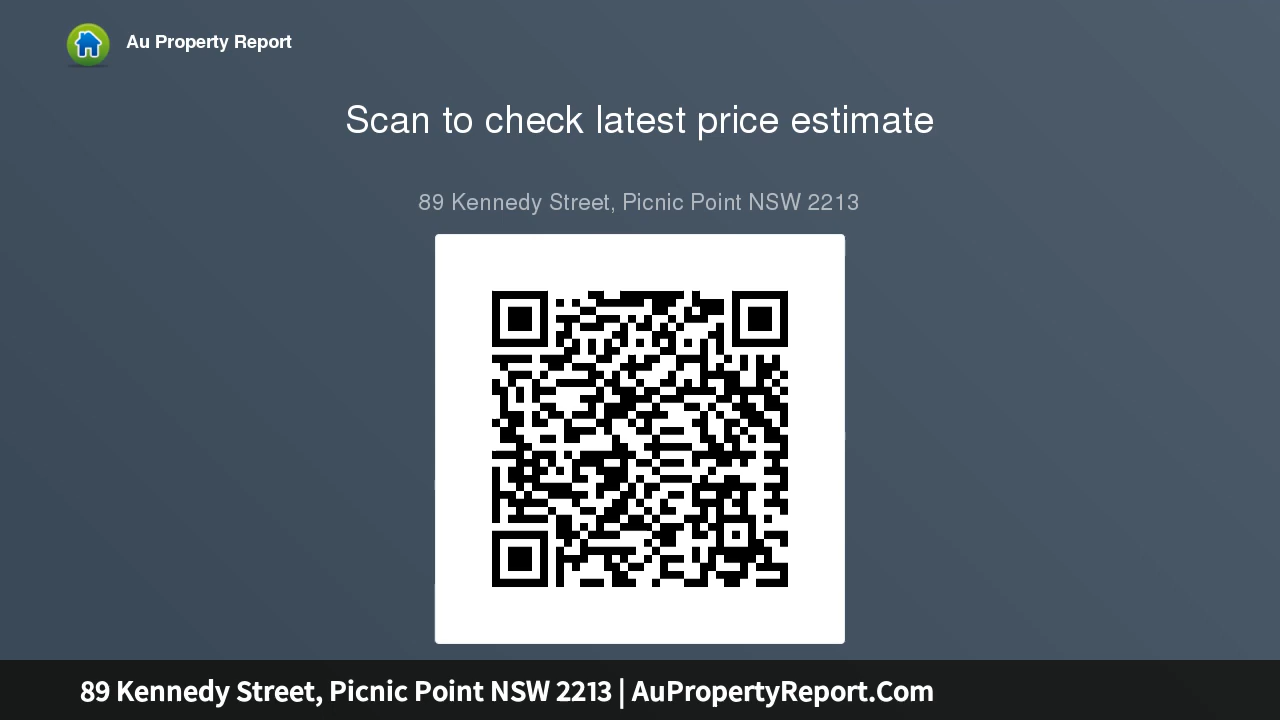 Au Property Report
Scan to check latest price estimate
89 Kennedy Street, Picnic Point NSW 2213
89 Kennedy Street, Picnic Point NSW 2213 | AuPropertyReport.Com